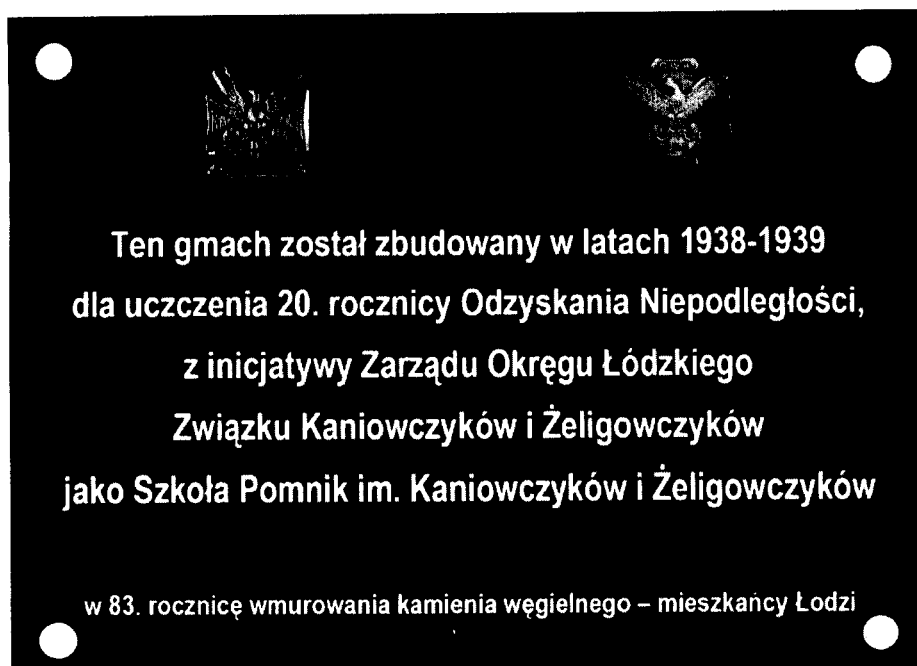 Ten gmach został zbudowany w latach 1938-1939
dla uczczenia 20. rocznicy Odzyskania Niepodległości,
z inicjatywy Zarządu Okręgu Łódzkiego
Związku Kaniowczyków i Żeligowczyków
jako Szkoła Pomnik im. Kaniowczyków i Żeligowczyków
w 83. rocznicę wmurowania kamienia węgielnego – mieszkańcy Łodzi